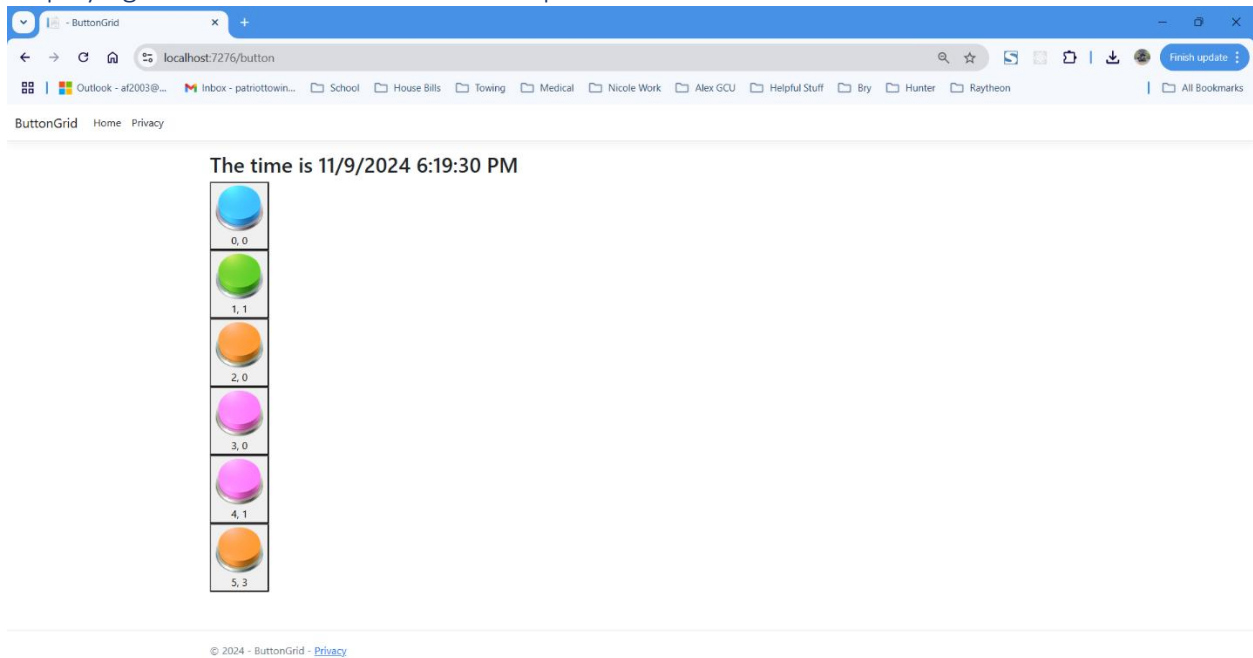 - ButtonGrid
localhost:7276/button
Finish update
Outlook - af2003@... Inbox - patriottowin... School House Bills Towing Medical Nicole Work Alex GCU Helpful Stuff Bry Hunter Raytheon All Bookmarks
ButtonGrid Home Privacy
The time is 11/9/2024 6:19:30 PM
0, 0
1, 1
2, 0
3, 0
4, 1
5, 3
© 2024 - ButtonGrid - Privacy